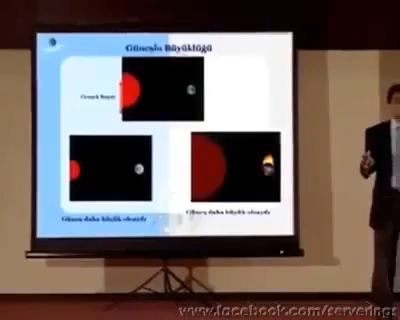 Güneşin Büyüklüğü
Gerçek Boyut
Güneş daha küçük olsaydı
Güneş daha büyük olsaydı
www.facebook.com/serverings